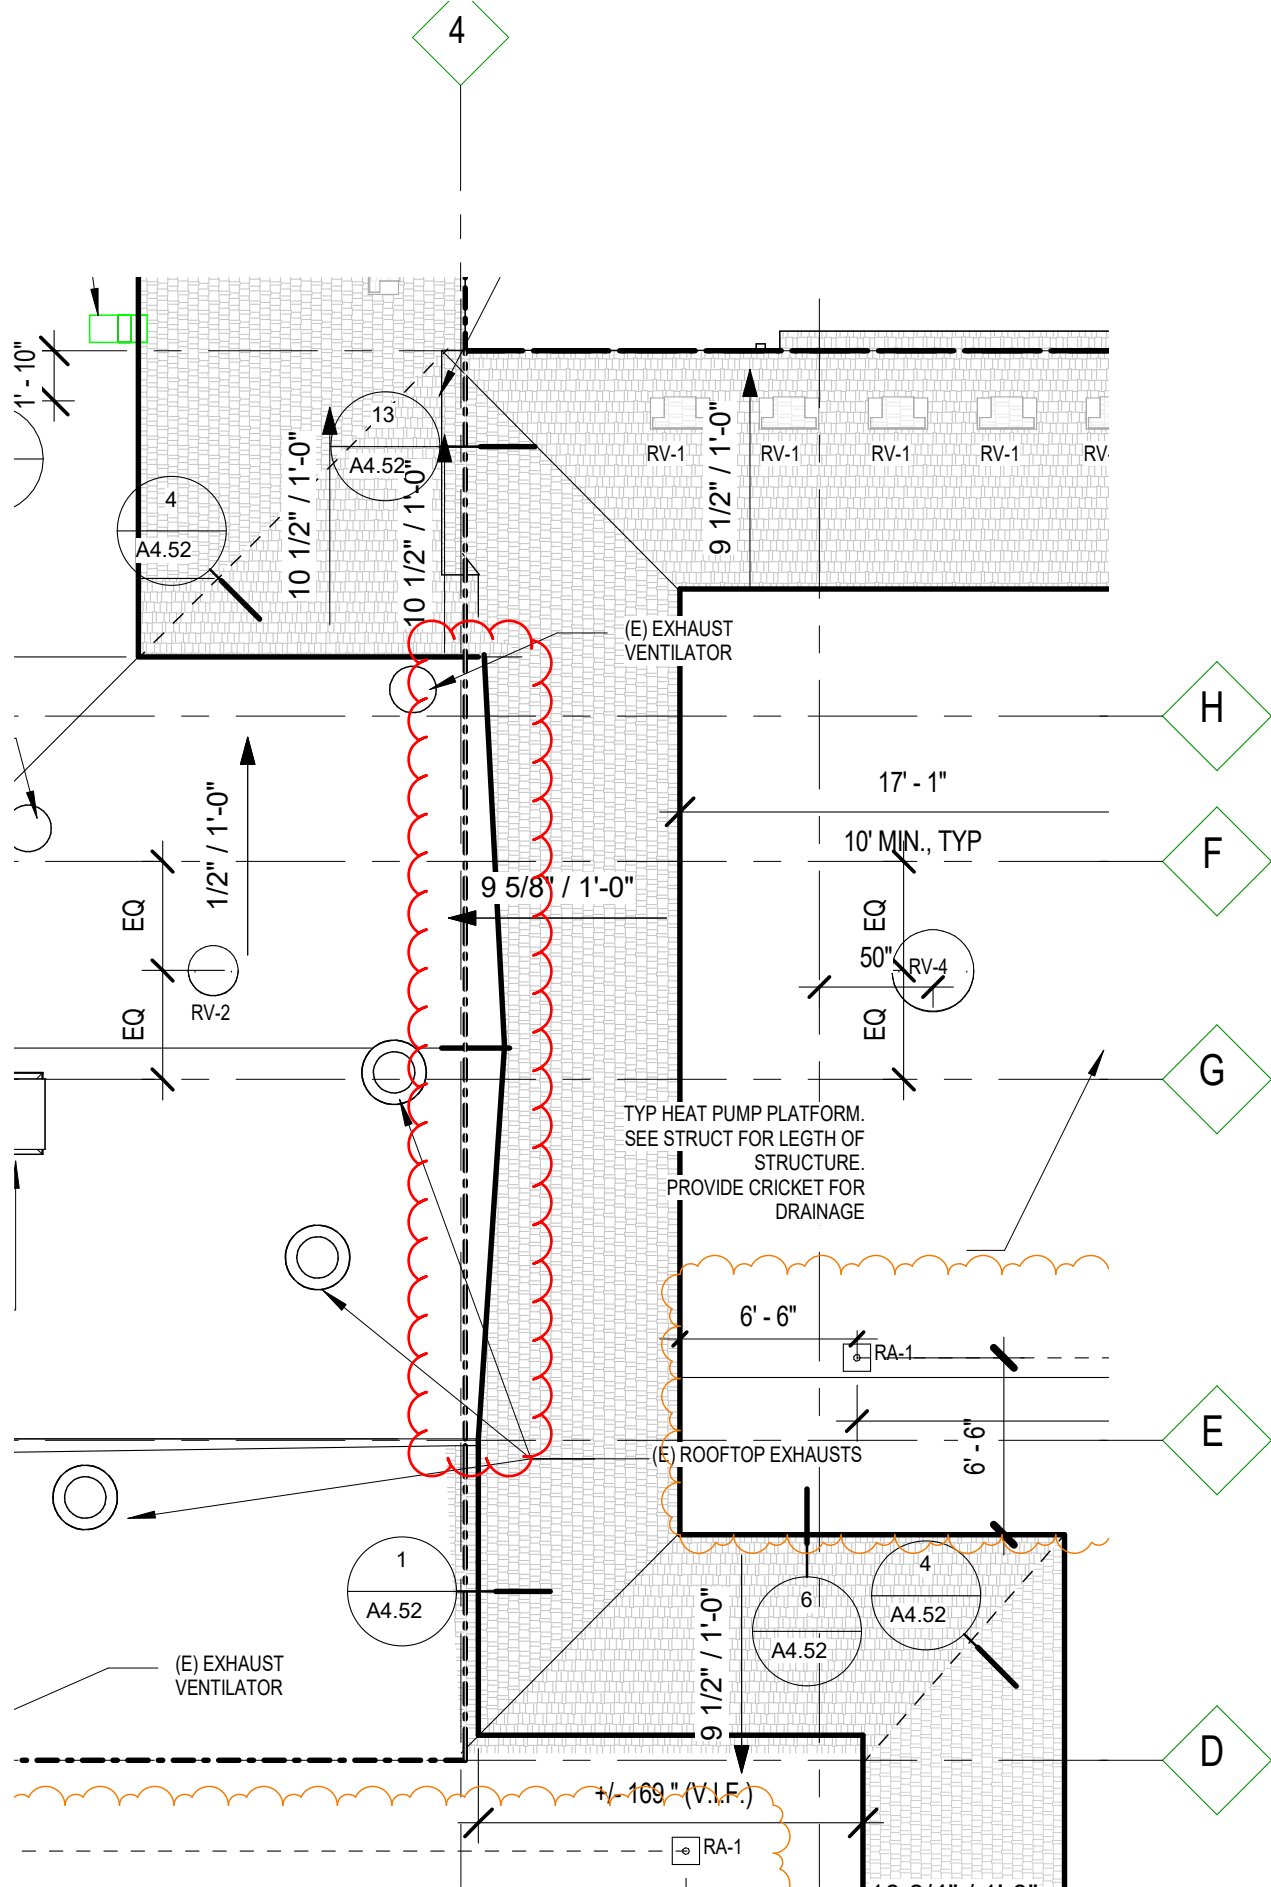 4
1' - 10"
13
A4.52
4
A4.52
10 1/2" / 1'-0"
10 1/2" / 1'-0"
9 1/2" / 1'-0"
RV-1
RV-1
RV-1
RV-1
(E) EXHAUST
VENTILATOR
H
17' - 1"
10' MIN., TYP
F
1/2" / 1'-0"
9 5/8" / 1'-0"
EQ
EQ
RV-2
EQ
50"
RV-4
EQ
G
TYP HEAT PUMP PLATFORM.
SEE STRUCT FOR LEGTH OF
STRUCTURE.
PROVIDE CRICKET FOR
DRAINAGE
6' - 6"
RA-1
6' - 6"
E
(E) ROOFTOP EXHAUSTS
1
A4.52
6
A4.52
4
A4.52
9 1/2" / 1'-0"
(E) EXHAUST
VENTILATOR
D
+/- 169 " (V.I.F.)
RA-1